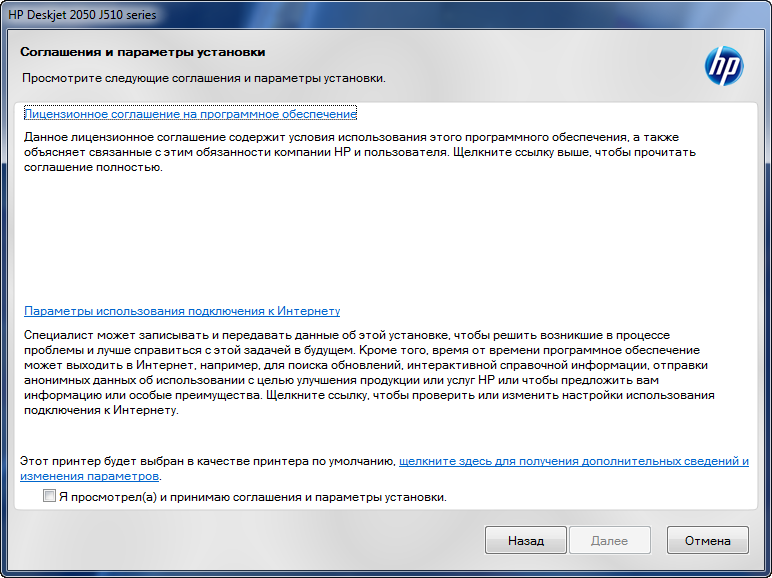 HP Deskjet 2050 J510 series
Соглашения и параметры установки
Просмотрите следующие соглашения и параметры установки.
hp
Лицензионное соглашение на программное обеспечение
Данное лицензионное соглашение содержит условия использования этого программного обеспечения, а также
объясняет связанные с этим обязанности компании HP и пользователя. Щелкните ссылку выше, чтобы прочитать
соглашение полностью.
Параметры использования подключения к Интернету
Специалист может записывать и передавать данные об этой установке, чтобы решить возникшие в процессе
проблемы и лучше справиться с этой задачей в будущем. Кроме того, время от времени программное обеспечение
может выходить в Интернет, например, для поиска обновлений, интерактивной справочной информации, отправки
анонимных данных об использовании с целью улучшения продукции или услуг HP или чтобы предложить вам
информацию или особые преимущества. Щелкните ссылку, чтобы проверить или изменить настройки использования
подключения к Интернету.
Этот принтер будет выбран в качестве принтера по умолчанию, щелкните здесь для получения дополнительных сведений и
изменения параметров.
Я просмотрел(а) и принимаю соглашения и параметры установки.
Назад Далее Отмена